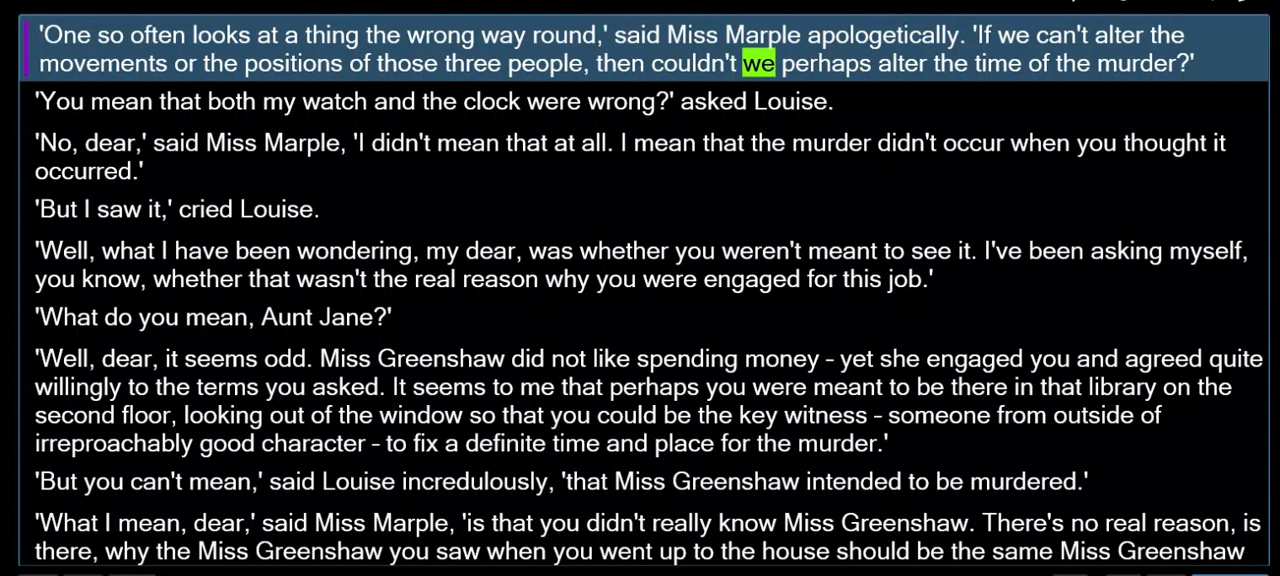 'One so often looks at a thing the wrong way round,' said Miss Marple apologetically. 'If we can't alter the
movements or the positions of those three people, then couldn't we perhaps alter the time of the murder?'
'You mean that both my watch and the clock were wrong?' asked Louise.
'No, dear,' said Miss Marple, 'I didn't mean that at all. I mean that the murder didn't occur when you thought it
occurred.'
'But I saw it,' cried Louise.
'Well, what I have been wondering, my dear, was whether you weren't meant to see it. I've been asking myself,
you know, whether that wasn't the real reason why you were engaged for this job.'
'What do you mean, Aunt Jane?'
'Well, dear, it seems odd. Miss Greenshaw did not like spending money – yet she engaged you and agreed quite
willingly to the terms you asked. It seems to me that perhaps you were meant to be there in that library on the
second floor, looking out of the window so that you could be the key witness – someone from outside of
irreproachably good character – to fix a definite time and place for the murder.'
'But you can't mean,' said Louise incredulously, 'that Miss Greenshaw intended to be murdered.'
'What I mean, dear,' said Miss Marple, 'is that you didn't really know Miss Greenshaw. There's no real reason, is
there, why the Miss Greenshaw you saw when you went up to the house should be the same Miss Greenshaw